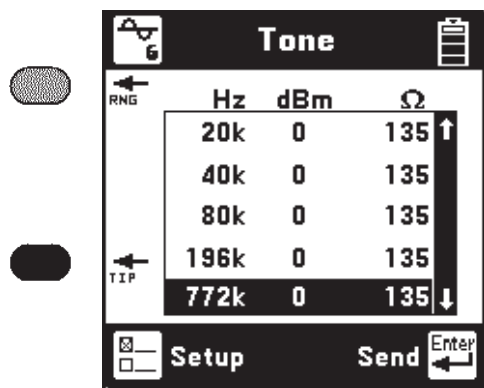 G Tone
RNG
Hz dBm Ω
20k 0 135
40k 0 135
80k 0 135
196k 0 135
TIP
772k 0 135
Setup Send Enter